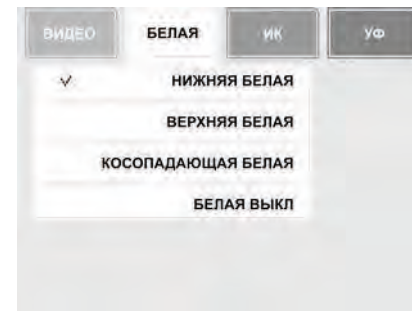 ВИДЕО БЕЛАЯ ИК УФ
НИЖНЯЯ БЕЛАЯ
ВЕРХНЯЯ БЕЛАЯ
КОСОПАДАЮЩАЯ БЕЛАЯ
БЕЛАЯ ВЫКЛ